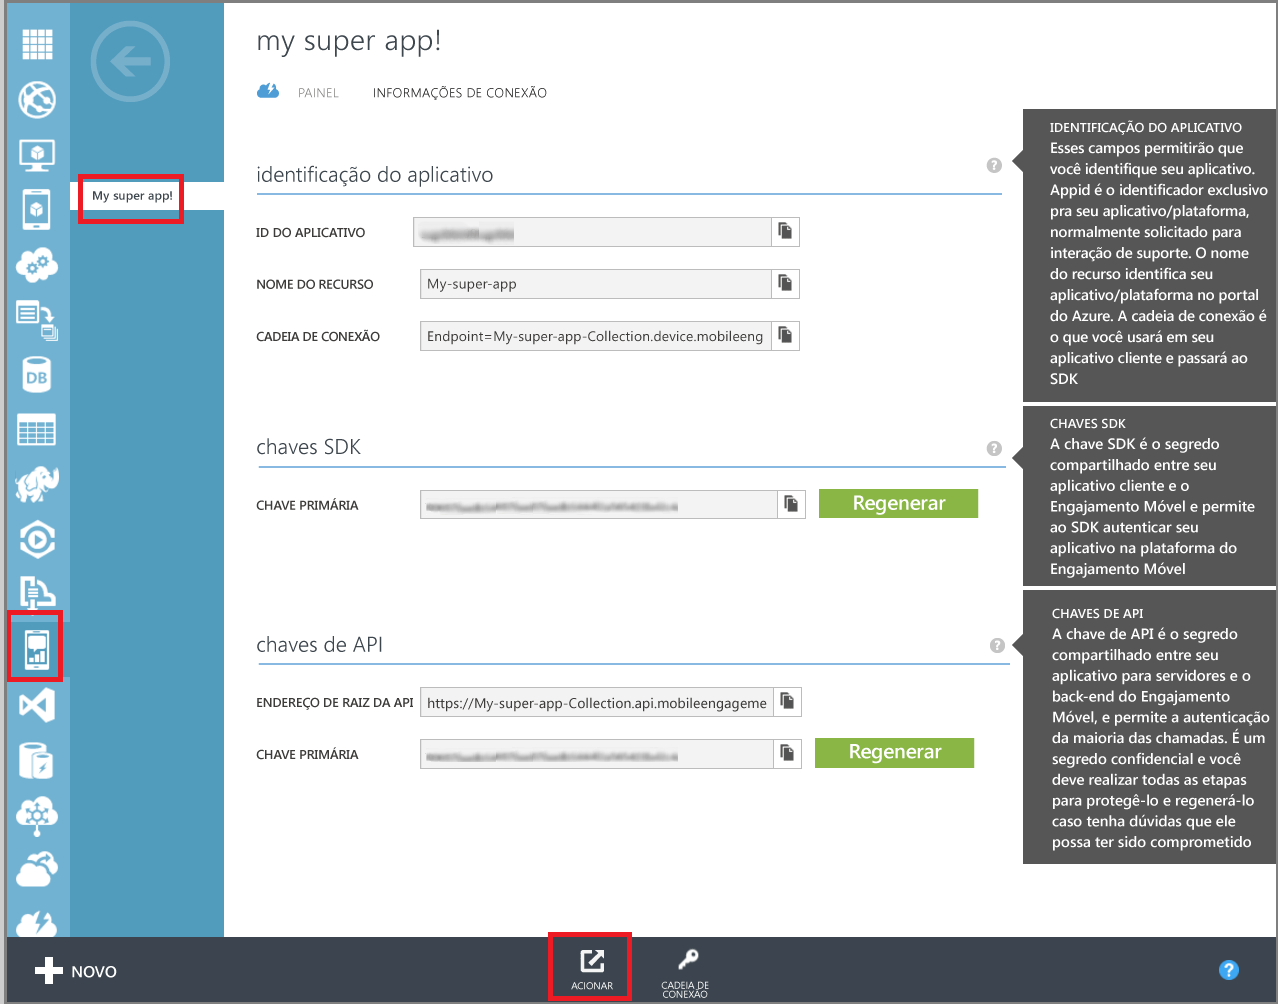 my super app!
PAINEL
INFORMAÇÕES DE CONEXÃO
My super app!
identificação do aplicativo
ID DO APLICATIVO
NOME DO RECURSO
My-super-app
CADEIA DE CONEXÃO
Endpoint=My-super-app-Collection.device.mobileeng
IDENTIFICAÇÃO DO APLICATIVO
Esses campos permitirão que
você identifique seu aplicativo.
Appid é o identificador exclusivo
pra seu aplicativo/plataforma,
normalmente solicitado para
interação de suporte. O nome
do recurso identifica seu
aplicativo/plataforma no portal
do Azure. A cadeia de conexão é
o que você usará em seu
aplicativo cliente e passará ao
SDK
chaves SDK
CHAVE PRIMÁRIA
Regenerar
CHAVES SDK
A chave SDK é o segredo
compartilhado entre seu
aplicativo cliente e o
Engajamento Móvel e permite
ao SDK autenticar seu
aplicativo na plataforma do
Engajamento Móvel
chaves de API
ENDEREÇO DE RAIZ DA API
https://My-super-app-Collection.api.mobileengageme
CHAVE PRIMÁRIA
Regenerar
CHAVES DE API
A chave de API é o segredo
compartilhado entre seu
aplicativo para servidores e o
back-end do Engajamento
Móvel, e permite a autenticação
da maioria das chamadas. É um
segredo confidencial e você
deve realizar todas as etapas
para protegê-lo e regenerá-lo
caso tenha dúvidas que ele
possa ter sido comprometido
DB
NOVO
ACIONAR
CADEIA DE
CONEXÃO